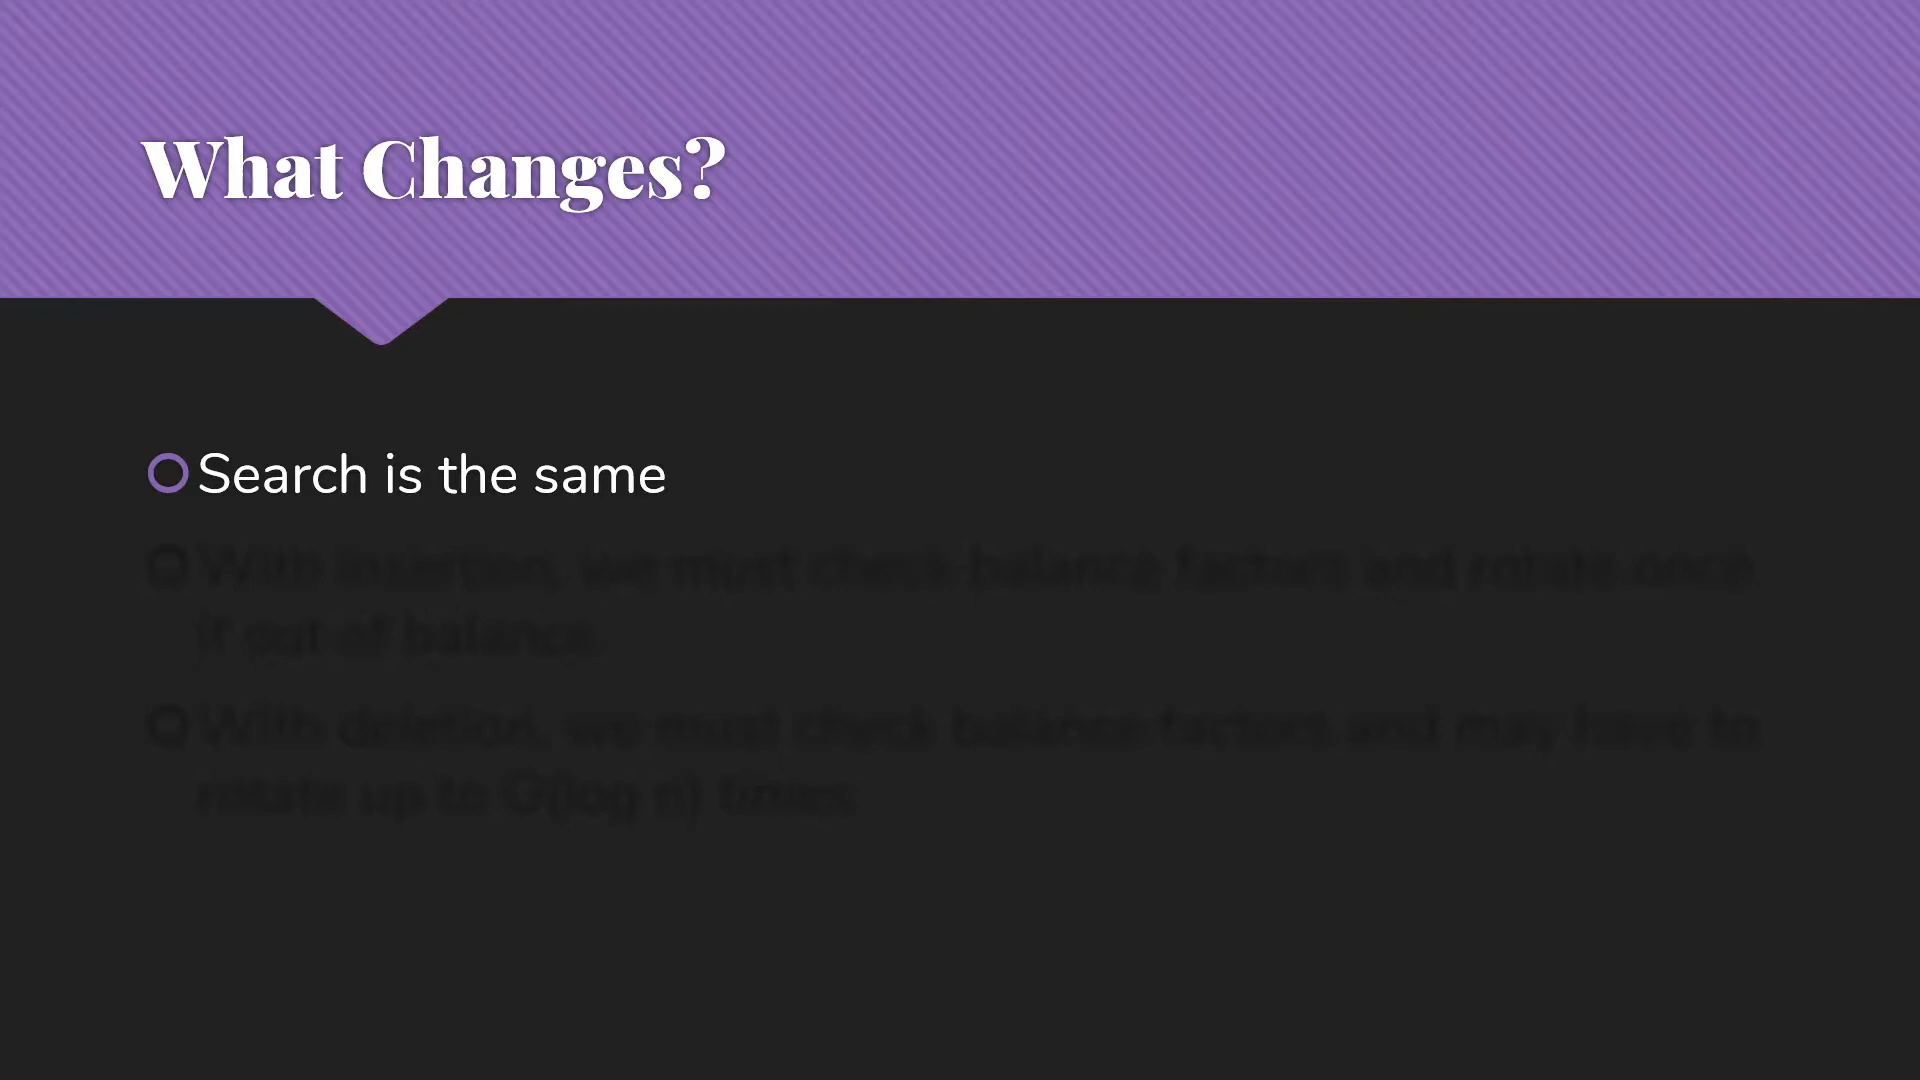 What Changes?
Search is the same
With insertion, we must check balance factors and rotate once
if out of balance
With deletion, we must check balance factors and may have to
rotate up to O(log n) times